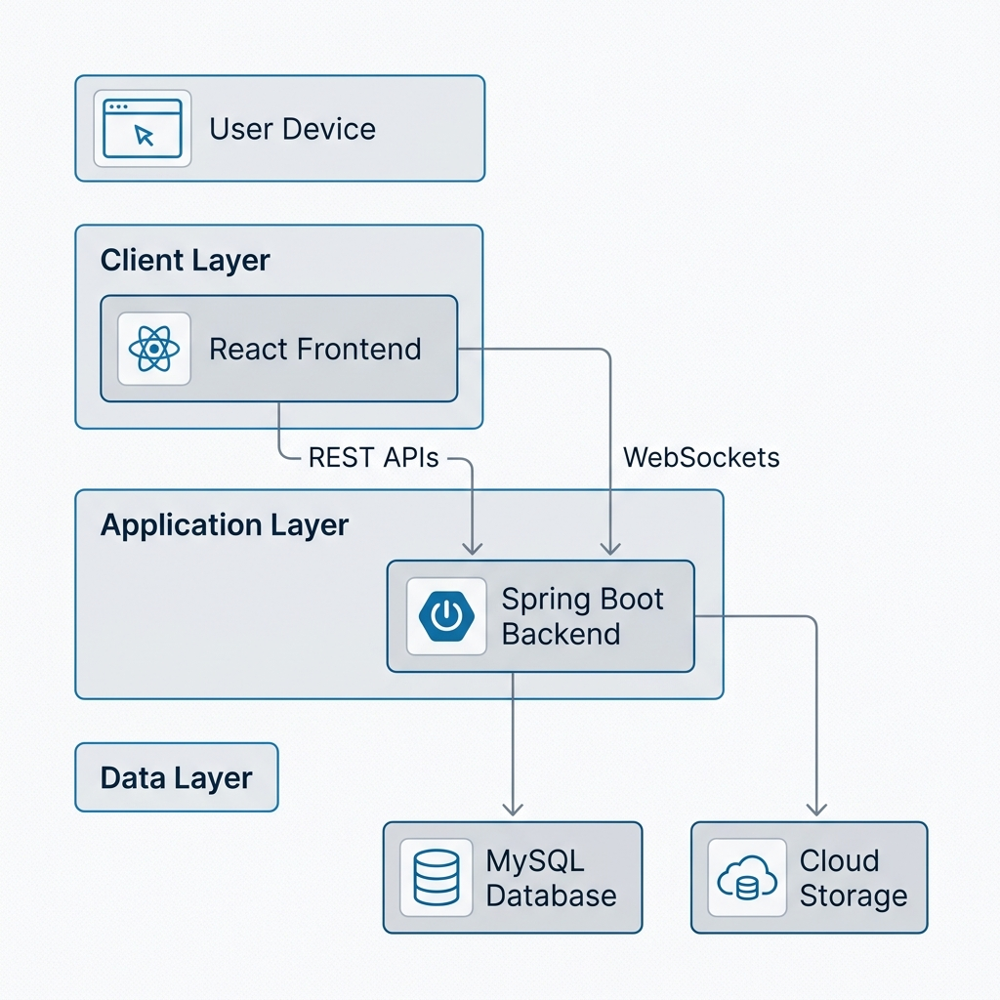 User Device
Client Layer
React Frontend
REST APIs
WebSockets
Application Layer
Spring Boot
Backend
Data Layer
MySQL
Database
Cloud
Storage